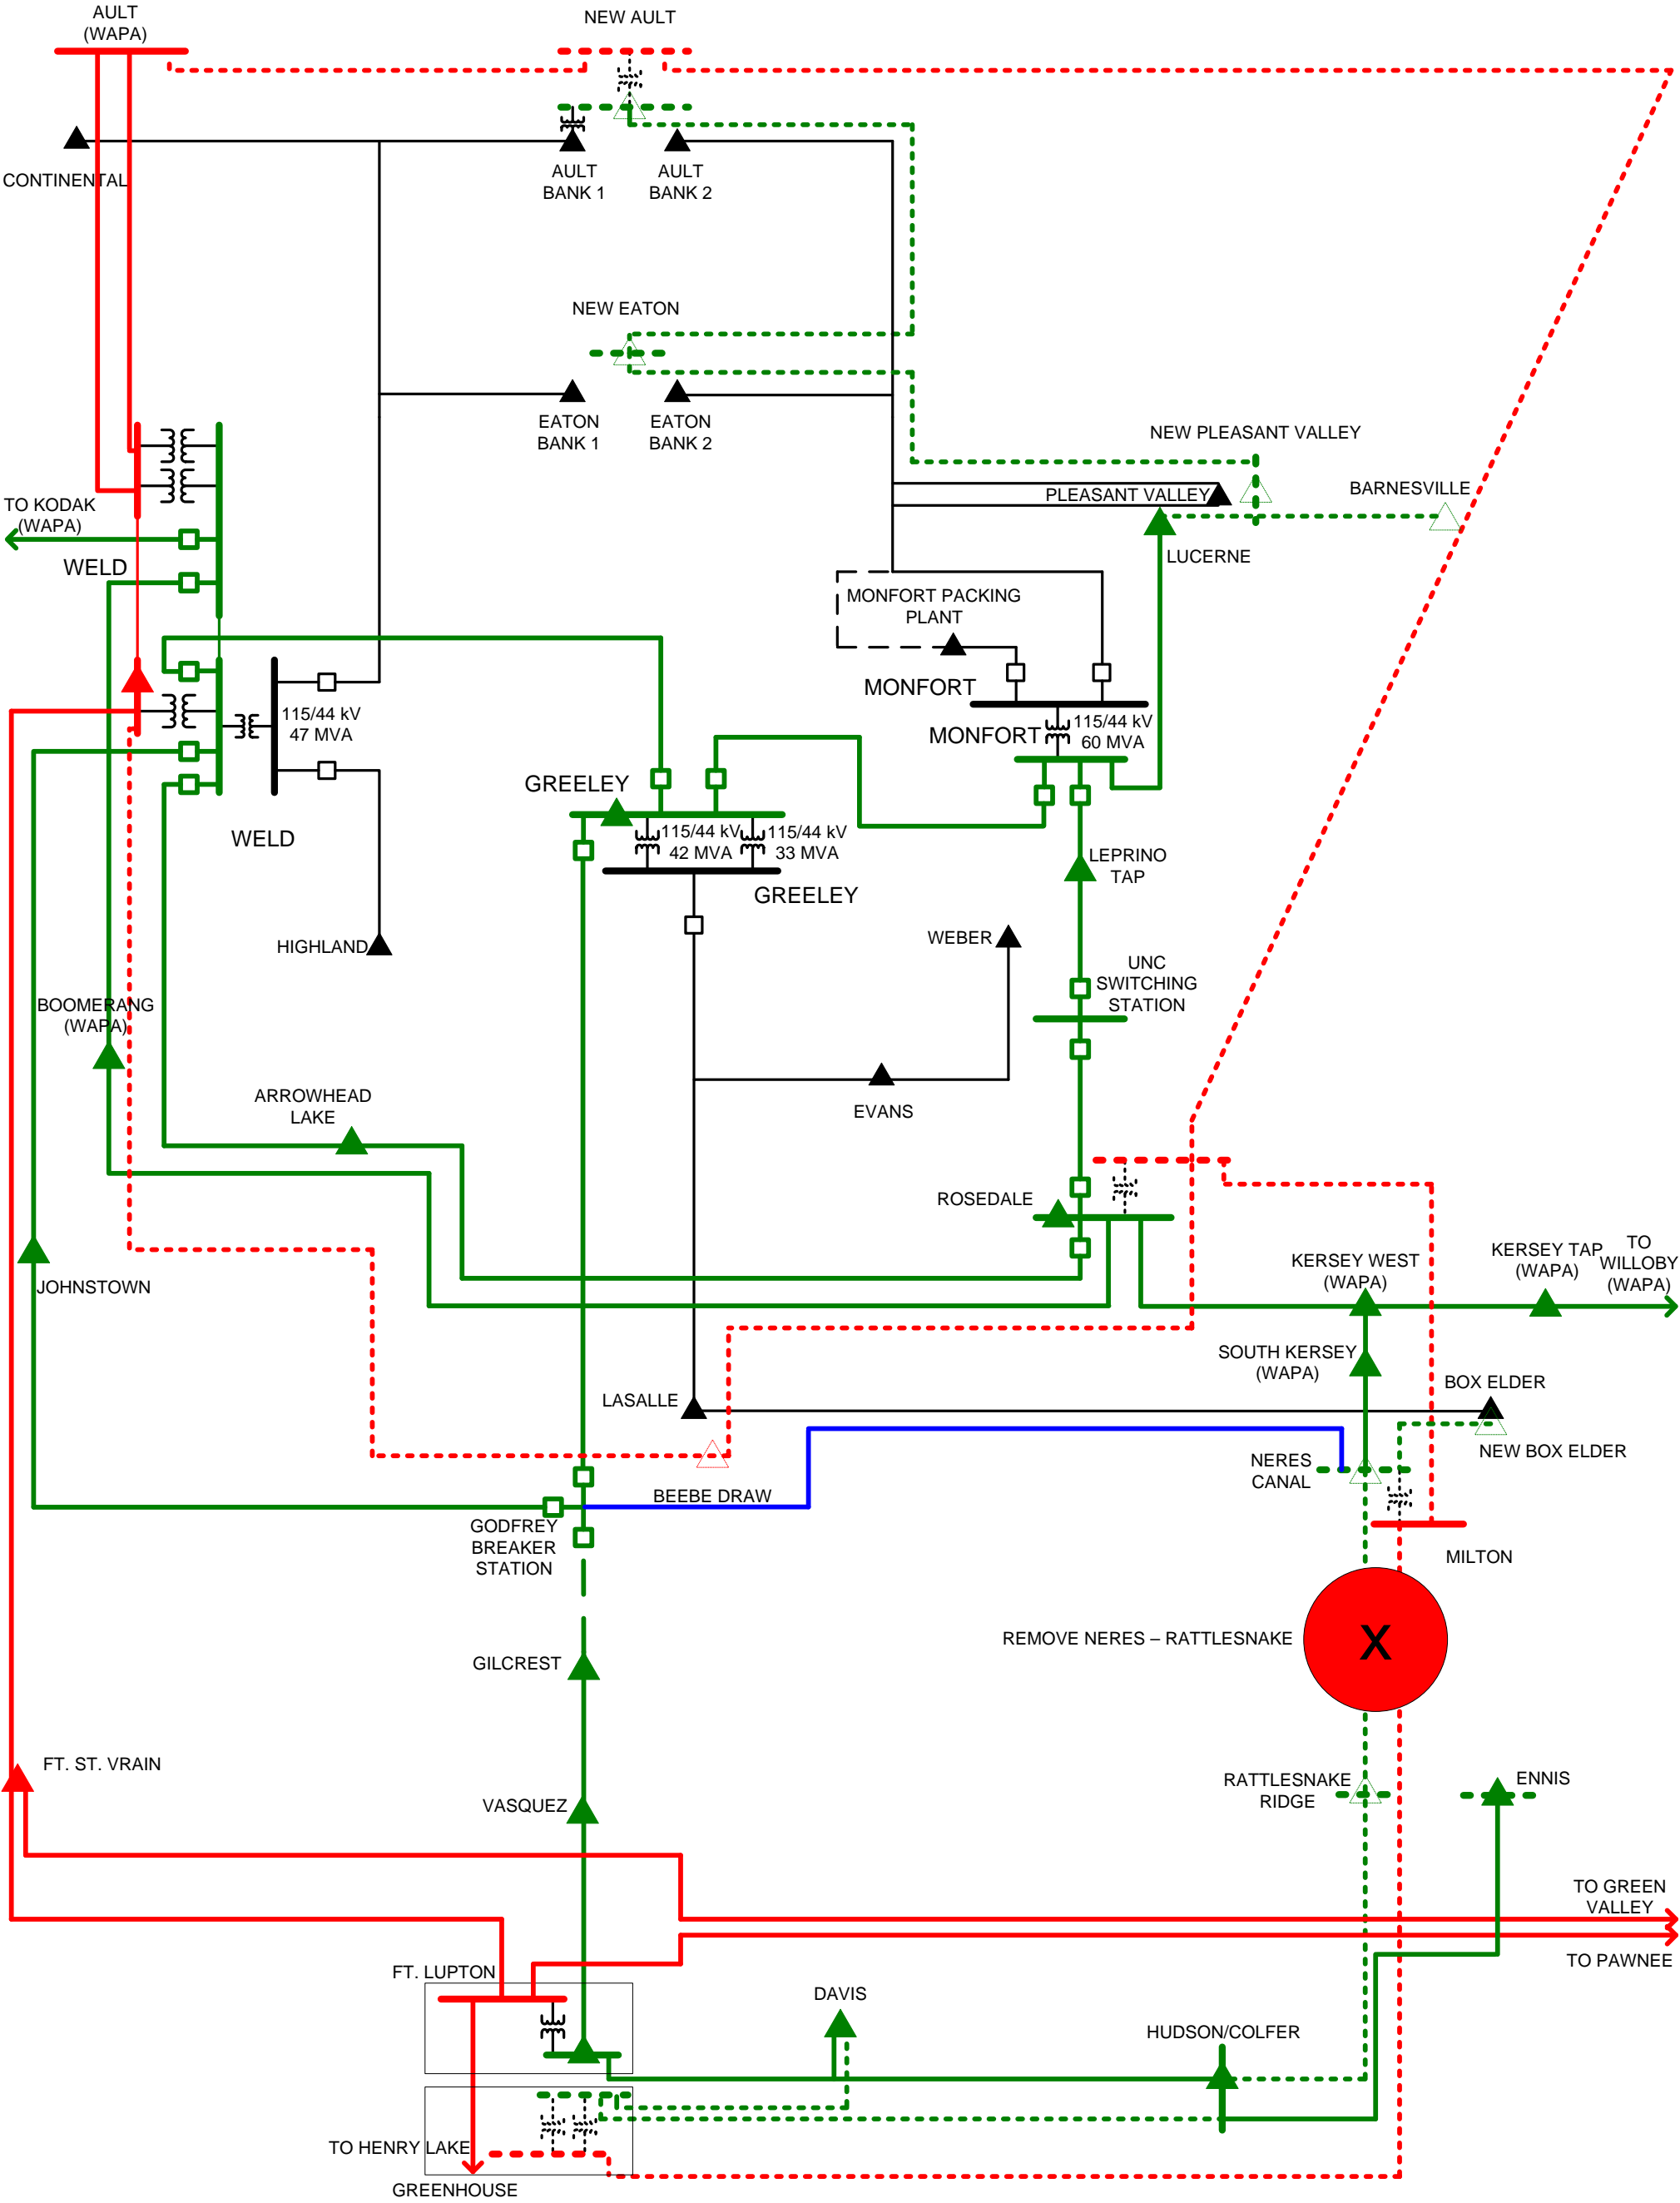 AULT
(WAPA)
NEW AULT
CONTINENTAL
AULT
BANK 1
AULT
BANK 2
NEW EATON
EATON
BANK 1
EATON
BANK 2
NEW PLEASANT VALLEY
PLEASANT VALLEY
BARNESVILLE
TO KODAK
(WAPA)
WELD
LUCERNE
MONFORT PACKING
PLANT
MONFORT
115/44 kV
47 MVA
MONFORT
115/44 kV
60 MVA
GREELEY
WELD
115/44 kV
42 MVA
115/44 kV
33 MVA
GREELEY
LEPRINO
TAP
HIGHLAND
WEBER
UNC
SWITCHING
STATION
BOOMERANG
(WAPA)
ARROWHEAD
LAKE
EVANS
ROSEDALE
JOHNSTOWN
KERSEY WEST
(WAPA)
KERSEY TAP
(WAPA)
TO
WILLOBY
(WAPA)
SOUTH KERSEY
(WAPA)
LASALLE
BOX ELDER
NEW BOX ELDER
NERES
CANAL
BEEBE DRAW
GODFREY
BREAKER
STATION
MILTON
REMOVE NERES – RATTLESNAKE
X
GILCREST
FT. ST. VRAIN
VASQUEZ
RATTLESNAKE
RIDGE
ENNIS
TO GREEN
VALLEY
TO PAWNEE
FT. LUPTON
DAVIS
HUDSON/COLFER
TO HENRY LAKE
GREENHOUSE